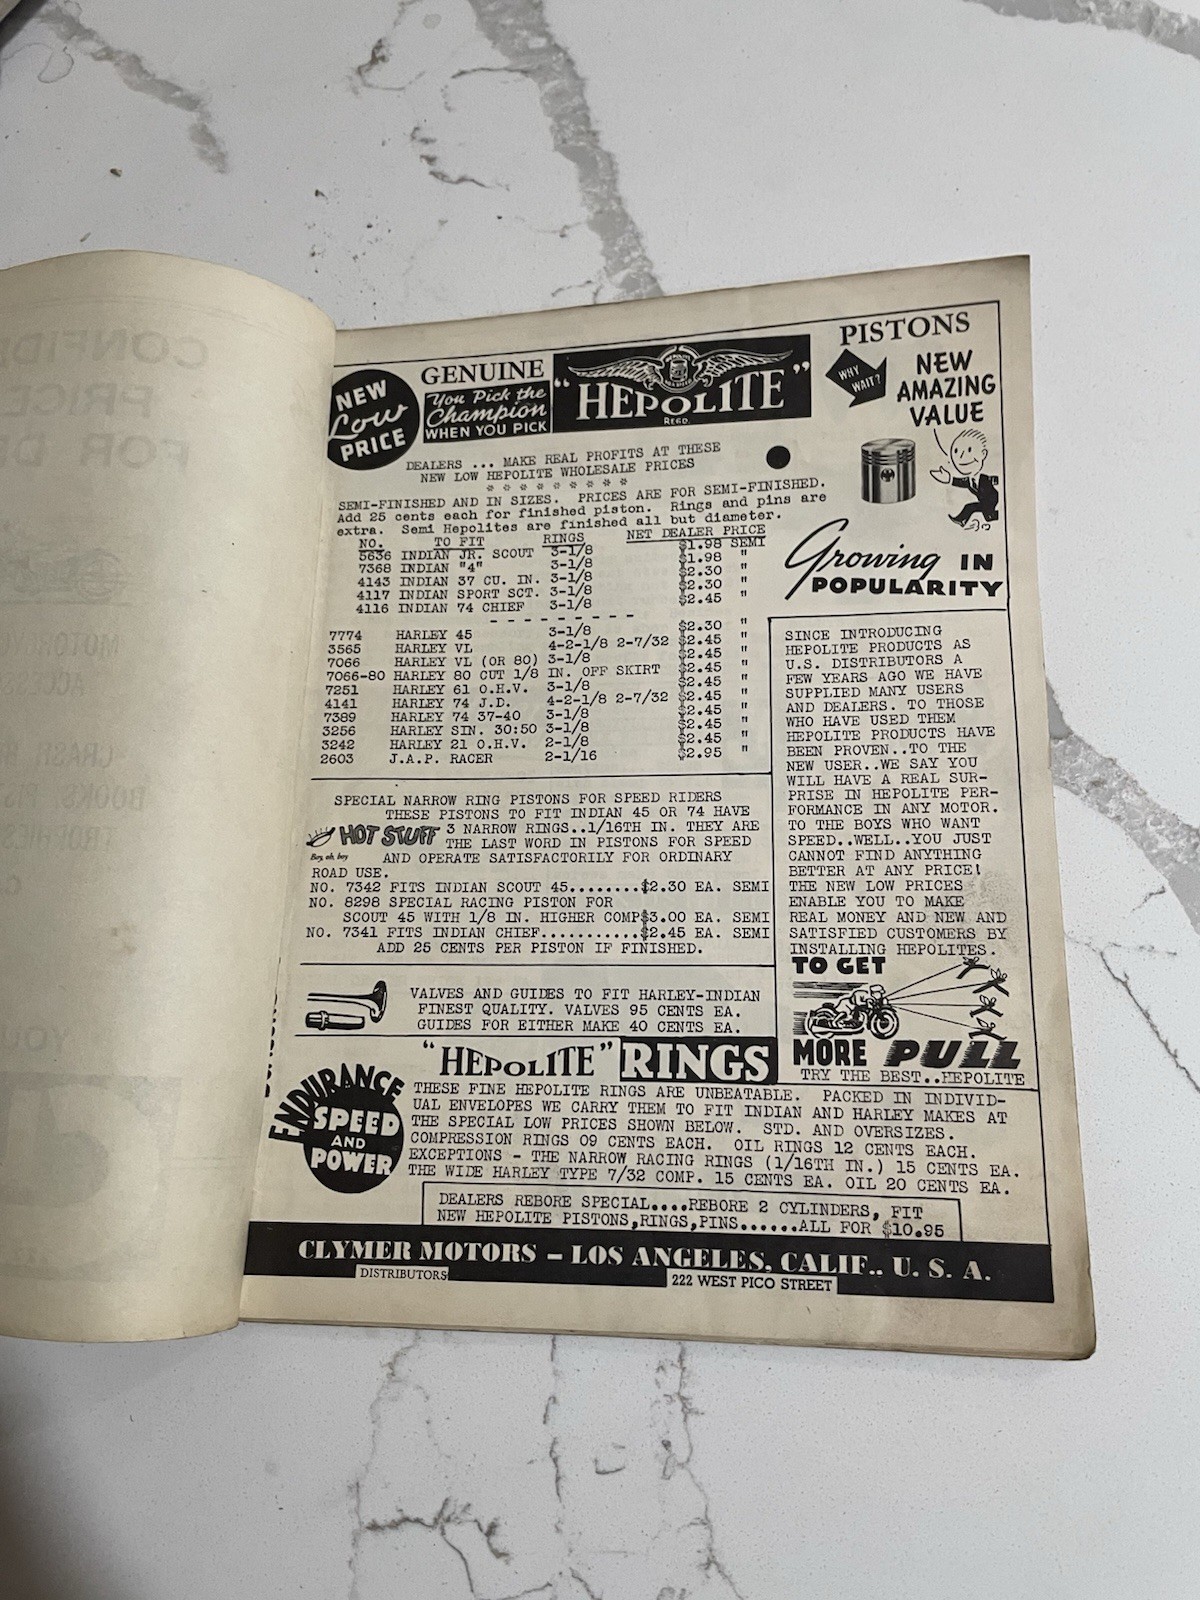 PISTONS
GENUINE
NEW
Low
PRICE
You Pick the
Champion
WHEN YOU PICK
"HEPOLITE"
REGD.
WHY
WAIT?
NEW
AMAZING
VALUE
DEALERS ... MAKE REAL PROFITS AT THESE
NEW LOW HEPOLITE WHOLESALE PRICES
* * * * * * * * *
SEMI-FINISHED AND IN SIZES. PRICES ARE FOR SEMI-FINISHED.
Add 25 cents each for finished piston. Rings and pins are
extra. Semi Hepolites are finished all but diameter.
NO. TO FIT RINGS NET DEALER PRICE
5636 INDIAN JR. SCOUT 3-1/8 $1.98 SEMI
7368 INDIAN "4" 3-1/8 $1.98 "
4143 INDIAN 37 CU. IN. 3-1/8 $2.30 "
4117 INDIAN SPORT SCT. 3-1/8 $2.30 "
4116 INDIAN 74 CHIEF 3-1/8 $2.45 "
7774 HARLEY 45 3-1/8 $2.30 "
3565 HARLEY VL 4-2-1/8 2-7/32 $2.45 "
7066 HARLEY VL (OR 80) 3-1/8 $2.45 "
7066-80 HARLEY 80 CUT 1/8 IN. OFF SKIRT $2.45 "
7251 HARLEY 61 O.H.V. 3-1/8 $2.45 "
4141 HARLEY 74 J.D. 4-2-1/8 2-7/32 $2.45 "
7389 HARLEY 74 37-40 3-1/8 $2.45 "
3256 HARLEY SIN. 30:50 3-1/8 $2.45 "
3242 HARLEY 21 O.H.V. 2-1/8 $2.45 "
2603 J.A.P. RACER 2-1/16 $2.95 "
Growing IN
POPULARITY
SINCE INTRODUCING
HEPOLITE PRODUCTS AS
U.S. DISTRIBUTORS A
FEW YEARS AGO WE HAVE
SUPPLIED MANY USERS
AND DEALERS. TO THOSE
WHO HAVE USED THEM
HEPOLITE PRODUCTS HAVE
BEEN PROVEN..TO THE
NEW USER..WE SAY YOU
WILL HAVE A REAL SUR-
PRISE IN HEPOLITE PER-
FORMANCE IN ANY MOTOR.
TO THE BOYS WHO WANT
SPEED..WELL..YOU JUST
CANNOT FIND ANYTHING
BETTER AT ANY PRICE!
THE NEW LOW PRICES
ENABLE YOU TO MAKE
REAL MONEY AND NEW AND
SATISFIED CUSTOMERS BY
INSTALLING HEPOLITES.
TO GET
MORE PULL
TRY THE BEST..HEPOLITE
SPECIAL NARROW RING PISTONS FOR SPEED RIDERS
THESE PISTONS TO FIT INDIAN 45 OR 74 HAVE
HOT STUFF 3 NARROW RINGS..1/16TH IN. THEY ARE
THE LAST WORD IN PISTONS FOR SPEED
Boy, oh, boy
AND OPERATE SATISFACTORILY FOR ORDINARY
ROAD USE.
NO. 7342 FITS INDIAN SCOUT 45........$2.30 EA. SEMI
NO. 8298 SPECIAL RACING PISTON FOR
SCOUT 45 WITH 1/8 IN. HIGHER COMP$3.00 EA. SEMI
NO. 7341 FITS INDIAN CHIEF...........$2.45 EA. SEMI
ADD 25 CENTS PER PISTON IF FINISHED.
VALVES AND GUIDES TO FIT HARLEY-INDIAN
FINEST QUALITY. VALVES 95 CENTS EA.
GUIDES FOR EITHER MAKE 40 CENTS EA.
"HEPOLITE" RINGS
ENDURANCE
SPEED
AND
POWER
THESE FINE HEPOLITE RINGS ARE UNBEATABLE. PACKED IN INDIVID-
UAL ENVELOPES WE CARRY THEM TO FIT INDIAN AND HARLEY MAKES AT
THE SPECIAL LOW PRICES SHOWN BELOW. STD. AND OVERSIZES.
COMPRESSION RINGS 09 CENTS EACH. OIL RINGS 12 CENTS EACH.
EXCEPTIONS - THE NARROW RACING RINGS (1/16TH IN.) 15 CENTS EA.
THE WIDE HARLEY TYPE 7/32 COMP. 15 CENTS EA. OIL 20 CENTS EA.
DEALERS REBORE SPECIAL....REBORE 2 CYLINDERS, FIT
NEW HEPOLITE PISTONS,RINGS,PINS......ALL FOR $10.95
CLYMER MOTORS – LOS ANGELES, CALIF.. U. S. A.
DISTRIBUTORS
222 WEST PICO STREET